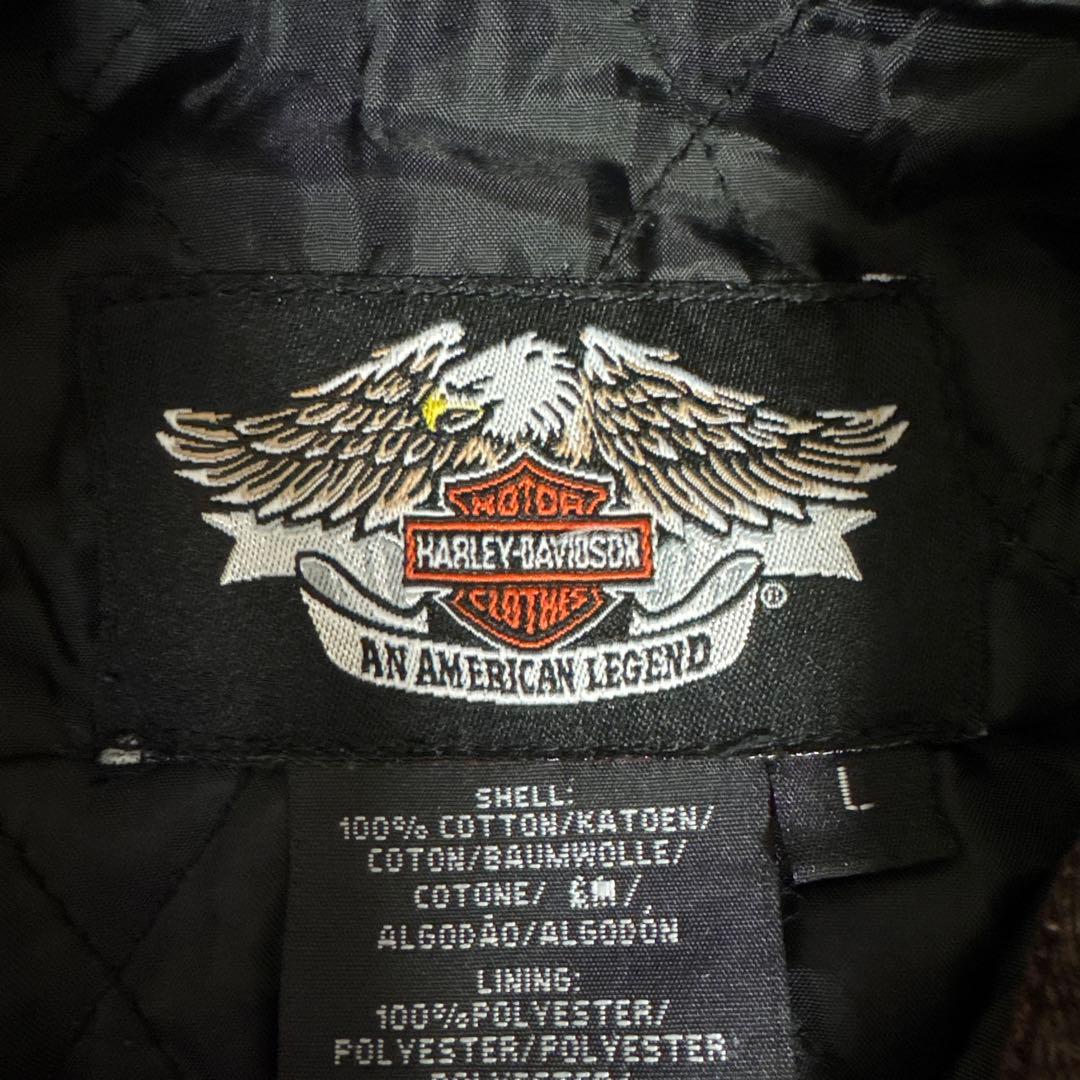 MOTOR
HARLEY-DAVIDSON
CLOTHES
®
AN AMERICAN LEGEND
L
SHELL:
100% COTTON/KATOEN/
COTON/BAUMWOLLE/
COTONE/ /
ALGODÃO/ALGODÓN
LINING:
100%POLYESTER/
POLYESTER/POLYESTER